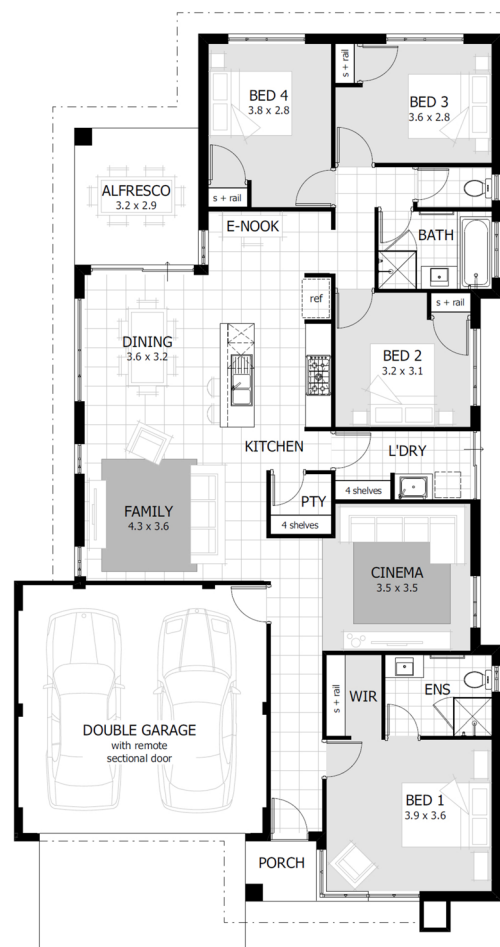 BED 4
3.8 x 2.8
s + rail
BED 3
3.6 x 2.8
ALFRESCO
3.2 x 2.9
s + rail
E-NOOK
BATH
ref
s + rail
DINING
3.6 x 3.2
BED 2
3.2 x 3.1
KITCHEN
L'DRY
4 shelves
PTY
4 shelves
FAMILY
4.3 x 3.6
CINEMA
3.5 x 3.5
s + rail
WIR
ENS
DOUBLE GARAGE
with remote
sectional door
BED 1
3.9 x 3.6
PORCH